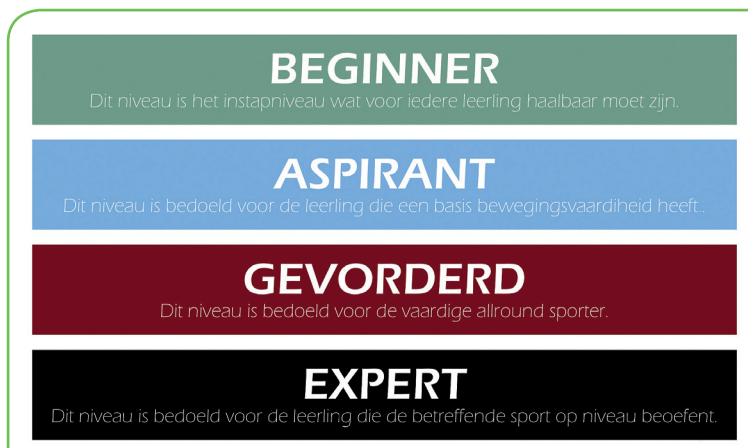 BEGINNER
Dit niveau is het instapniveau wat voor iedere leerling haalbaar moet zijn.
ASPIRANT
Dit niveau is bedoeld voor de leerling die een basis bewegingsvaardiheid heeft..
GEVORDERD
Dit niveau is bedoeld voor de vaardige allround sporter.
EXPERT
Dit niveau is bedoeld voor de leerling die de betreffende sport op niveau beoefent.